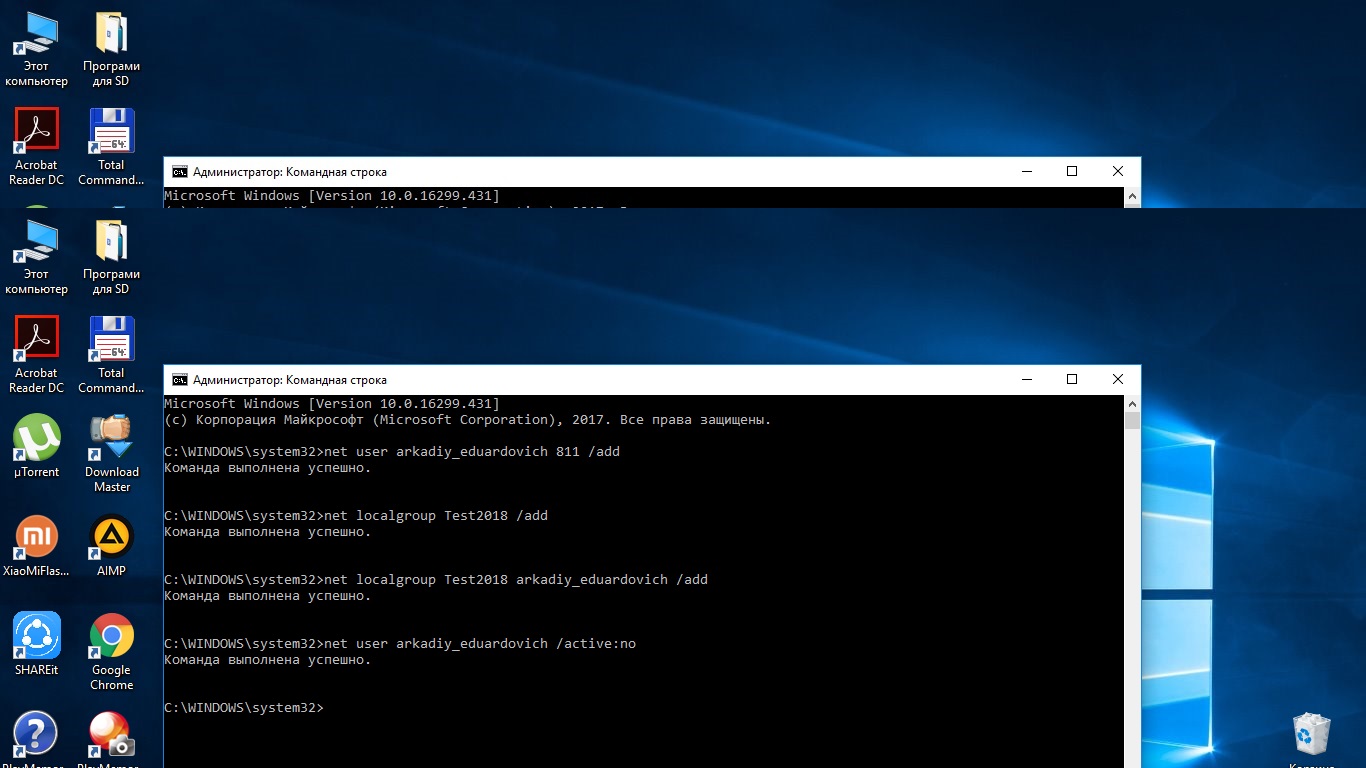 Этот
компьютер
Програми
для SD
Acrobat
Reader DC
64
Total
Command...
C:\.
Администратор: Командная строка
Microsoft Windows [Version 10.0.16299.431]
Этот
компьютер
Програми
для SD
Acrobat
Reader DC
64
Total
Command...
µTorrent
Download
Master
XiaoMiFlas...
AIMP
SHAREit
Google
Chrome
C:\.
Администратор: Командная строка
Microsoft Windows [Version 10.0.16299.431]
(c) Корпорация Майкрософт (Microsoft Corporation), 2017. Все права защищены.
C:\WINDOWS\system32>net user arkadiy_eduardovich 811 /add
Команда выполнена успешно.
C:\WINDOWS\system32>net localgroup Test2018 /add
Команда выполнена успешно.
C:\WINDOWS\system32>net localgroup Test2018 arkadiy_eduardovich /add
Команда выполнена успешно.
C:\WINDOWS\system32>net user arkadiy_eduardovich /active:no
Команда выполнена успешно.
C:\WINDOWS\system32>